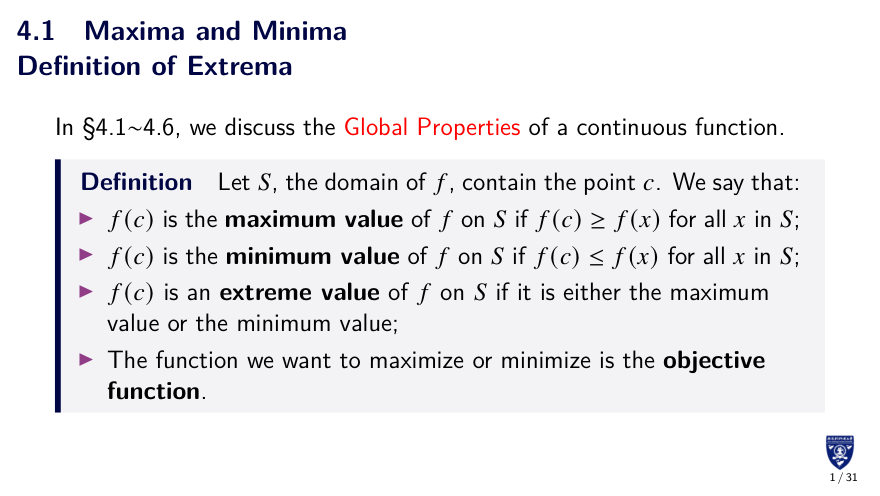 4.1 Maxima and Minima
Definition of Extrema
In §4.1~4.6, we discuss the Global Properties of a continuous function.
Definition Let S, the domain of f, contain the point c. We say that:
▶ f(c) is the maximum value of f on S if f(c) ≥ f(x) for all x in S;
▶ f(c) is the minimum value of f on S if f(c) ≤ f(x) for all x in S;
▶ f(c) is an extreme value of f on S if it is either the maximum
value or the minimum value;
▶ The function we want to maximize or minimize is the objective
function.
1 / 31